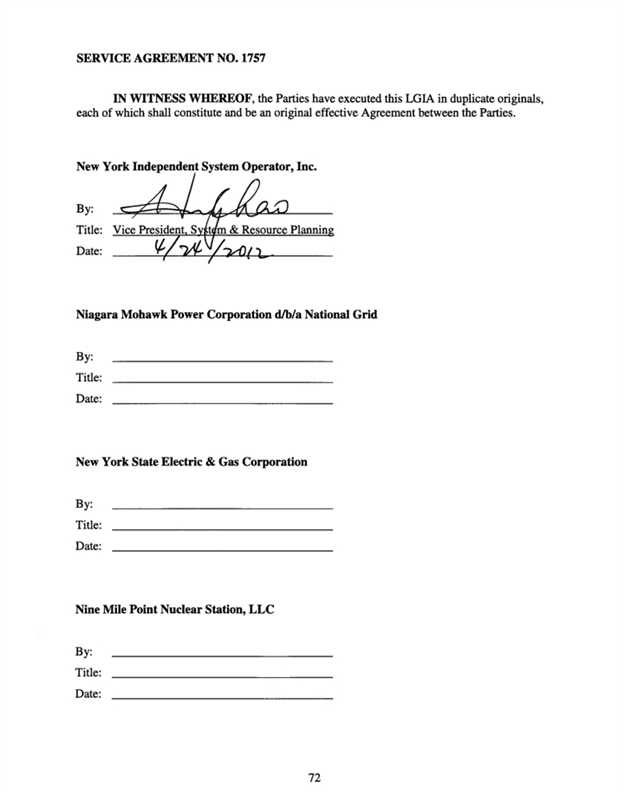 SERVICE AGREEMENT NO. 1757
IN WITNESS WHEREOF, the Parties have executed this LGIA in duplicate originals,
each of which shall constitute and be an original effective Agreement between the Parties.
New York Independent System Operator, Inc.
By:
Title: Vice President, System & Resource Planning
Date: 4/24/2012
Niagara Mohawk Power Corporation d/b/a National Grid
By:
Title:
Date:
New York State Electric & Gas Corporation
By:
Title:
Date:
Nine Mile Point Nuclear Station, LLC
By:
Title:
Date:
72